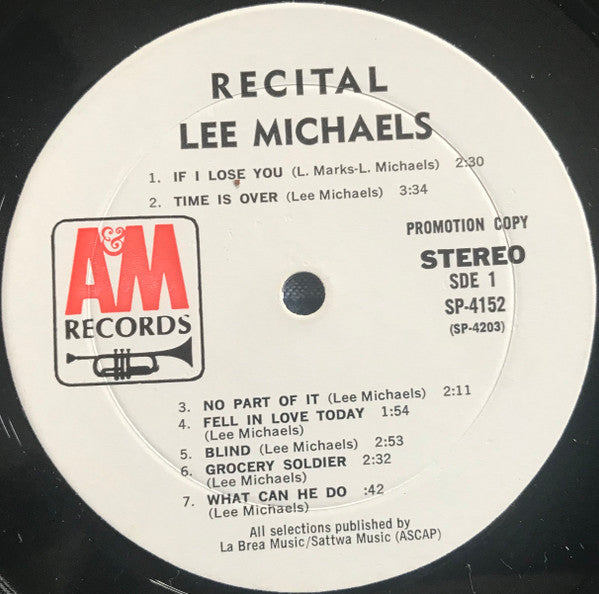 RECITAL
LEE MICHAELS
1. IF I LOSE YOU (L. Marks-L. Michaels) 2:30
2. TIME IS OVER (Lee Michaels) 3:34
PROMOTION COPY
STEREO
SDE 1
SP-4152
(SP-4203)
A&M
RECORDS
3. NO PART OF IT (Lee Michaels) 2:11
4. FELL IN LOVE TODAY 1:54
(Lee Michaels)
5. BLIND (Lee Michaels) 2:53
6. GROCERY SOLDIER 2:32
(Lee Michaels)
7. WHAT CAN HE DO :42
(Lee Michaels)
All selections published by
La Brea Music/Sattwa Music (ASCAP)